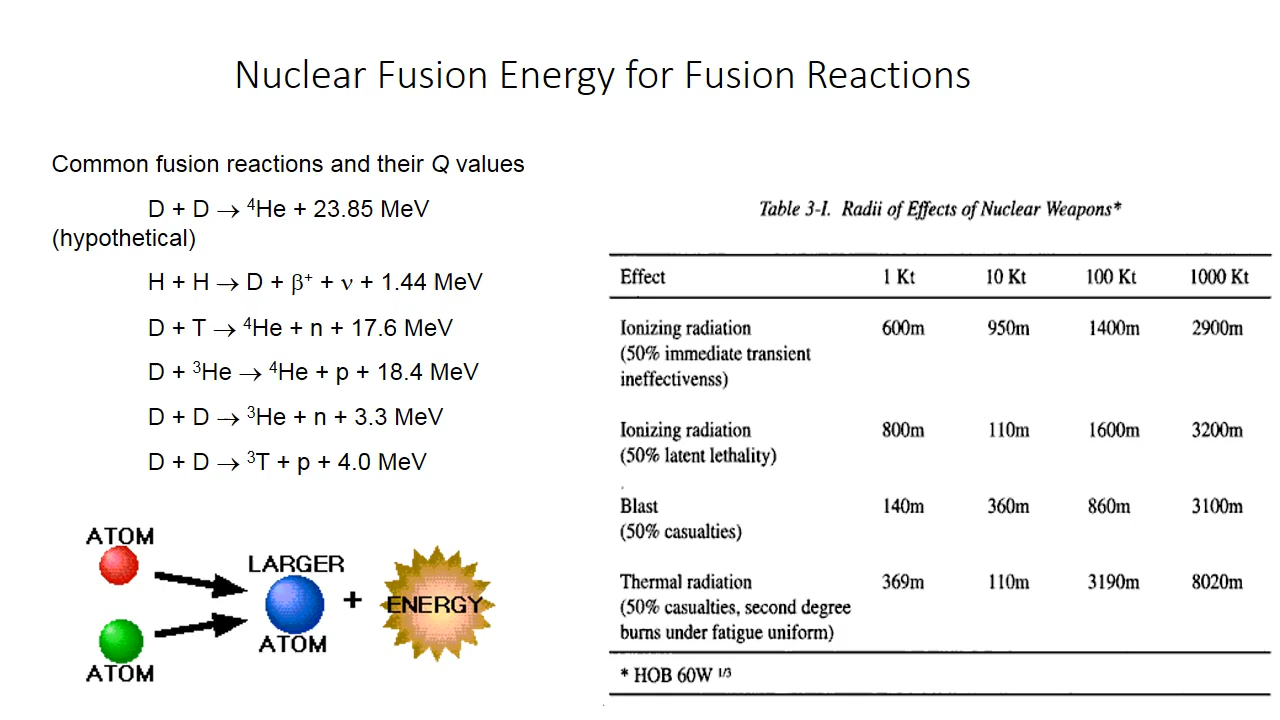 Nuclear Fusion Energy for Fusion Reactions
Common fusion reactions and their Q values
D + D → ⁴He + 23.85 MeV
(hypothetical)
H + H → D + β⁺ + ν + 1.44 MeV
D + T → ⁴He + n + 17.6 MeV
D + ³He → ⁴He + p + 18.4 MeV
D + D → ³He + n + 3.3 MeV
D + D → ³T + p + 4.0 MeV
ATOM
LARGER
+
ENERGY
ATOM
ATOM
Table 3-I. Radii of Effects of Nuclear Weapons*
Effect 1 Kt 10 Kt 100 Kt 1000 Kt
Ionizing radiation 600m 950m 1400m 2900m
(50% immediate transient
ineffectivenss)
Ionizing radiation 800m 110m 1600m 3200m
(50% latent lethality)
Blast 140m 360m 860m 3100m
(50% casualties)
Thermal radiation 369m 110m 3190m 8020m
(50% casualties, second degree
burns under fatigue uniform)
* HOB 60W ¹/³